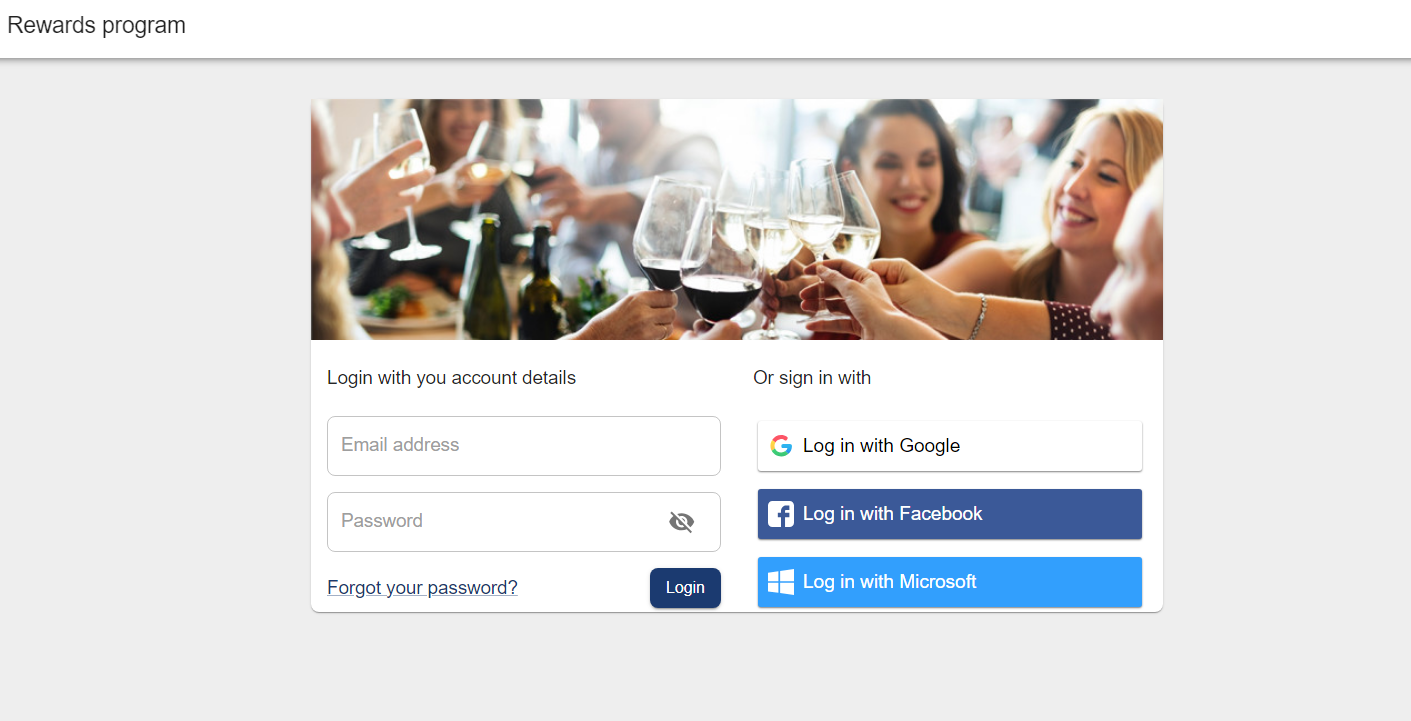 Rewards program
Login with you account details
Email address
Password
Forgot your password?
Login
Or sign in with
Log in with Google
Log in with Facebook
Log in with Microsoft